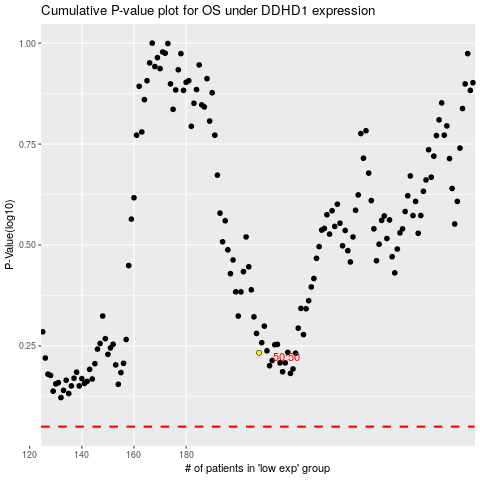 Cumulative P-value plot for OS under DDHD1 expression
1.00
0.75
0.50
0.25
P-Value(log10)
50:50
120 140 160 180
# of patients in 'low exp' group